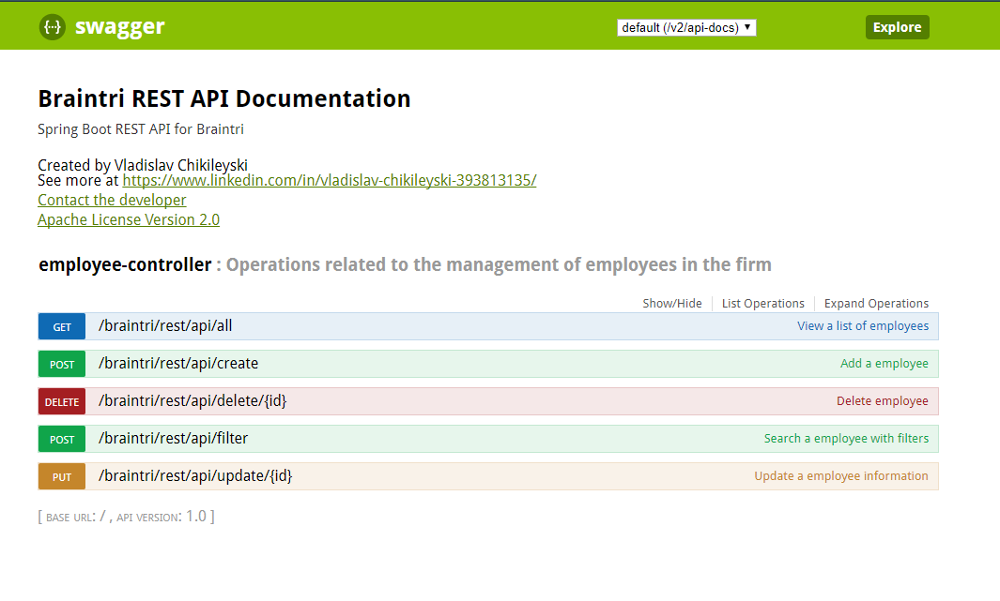 {···} swagger default (/v2/api-docs) Explore
Braintri REST API Documentation
Spring Boot REST API for Braintri
Created by Vladislav Chikileyski
See more at https://www.linkedin.com/in/vladislav-chikileyski-393813135/
Contact the developer
Apache License Version 2.0
employee-controller : Operations related to the management of employees in the firm
Show/Hide List Operations Expand Operations
GET /braintri/rest/api/all View a list of employees
POST /braintri/rest/api/create Add a employee
DELETE /braintri/rest/api/delete/{id} Delete employee
POST /braintri/rest/api/filter Search a employee with filters
PUT /braintri/rest/api/update/{id} Update a employee information
[ BASE URL: / , API VERSION: 1.0 ]